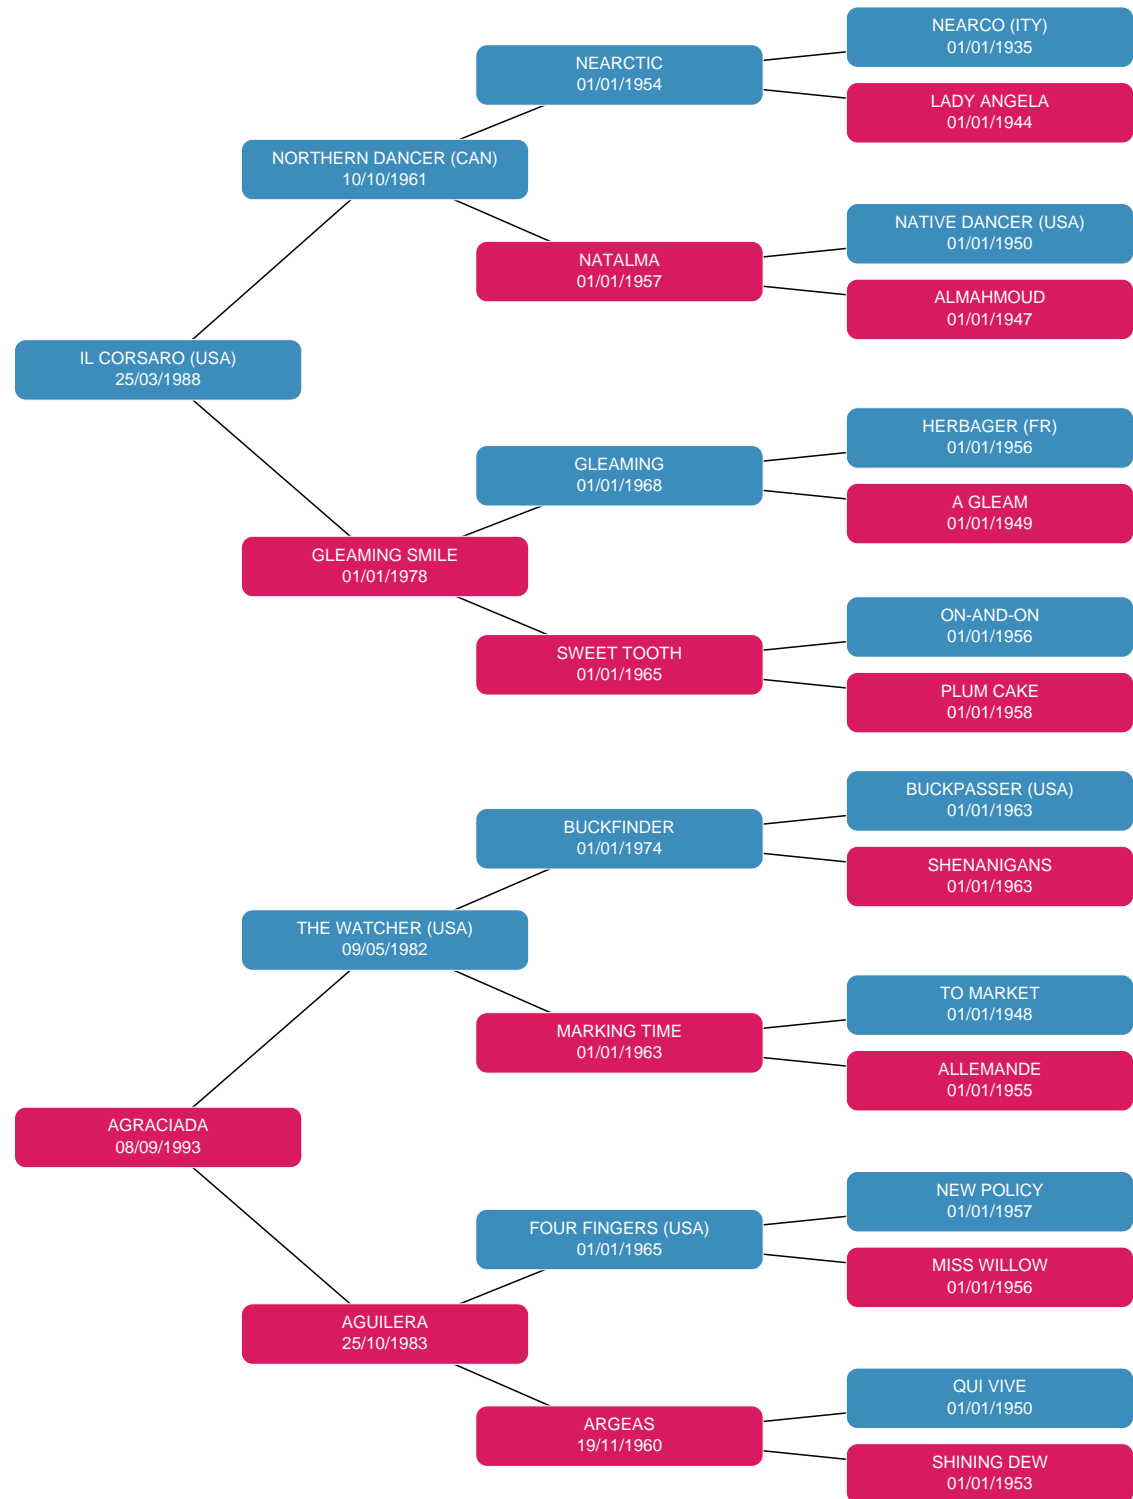 NEARCO (ITY)
01/01/1935
NEARCTIC
01/01/1954
LADY ANGELA
01/01/1944
NORTHERN DANCER (CAN)
10/10/1961
NATIVE DANCER (USA)
01/01/1950
NATALMA
01/01/1957
ALMAHMOUD
01/01/1947
IL CORSARO (USA)
25/03/1988
HERBAGER (FR)
01/01/1956
GLEAMING
01/01/1968
A GLEAM
01/01/1949
GLEAMING SMILE
01/01/1978
ON-AND-ON
01/01/1956
SWEET TOOTH
01/01/1965
PLUM CAKE
01/01/1958
BUCKPASSER (USA)
01/01/1963
BUCKFINDER
01/01/1974
SHENANIGANS
01/01/1963
THE WATCHER (USA)
09/05/1982
TO MARKET
01/01/1948
MARKING TIME
01/01/1963
ALLEMANDE
01/01/1955
AGRACIADA
08/09/1993
NEW POLICY
01/01/1957
FOUR FINGERS (USA)
01/01/1965
MISS WILLOW
01/01/1956
AGUILERA
25/10/1983
QUI VIVE
01/01/1950
ARGEAS
19/11/1960
SHINING DEW
01/01/1953